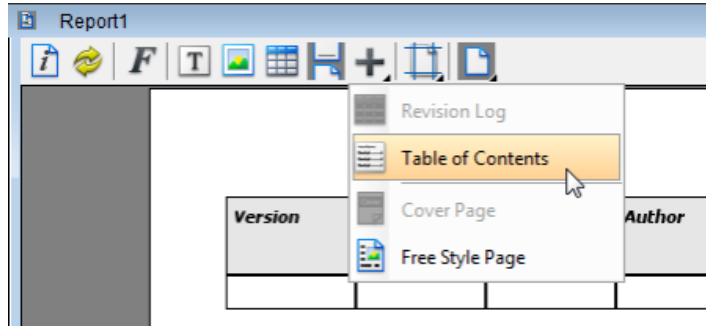 Report1
i F T
Revision Log
Table of Contents
Version Cover Page Author
Free Style Page